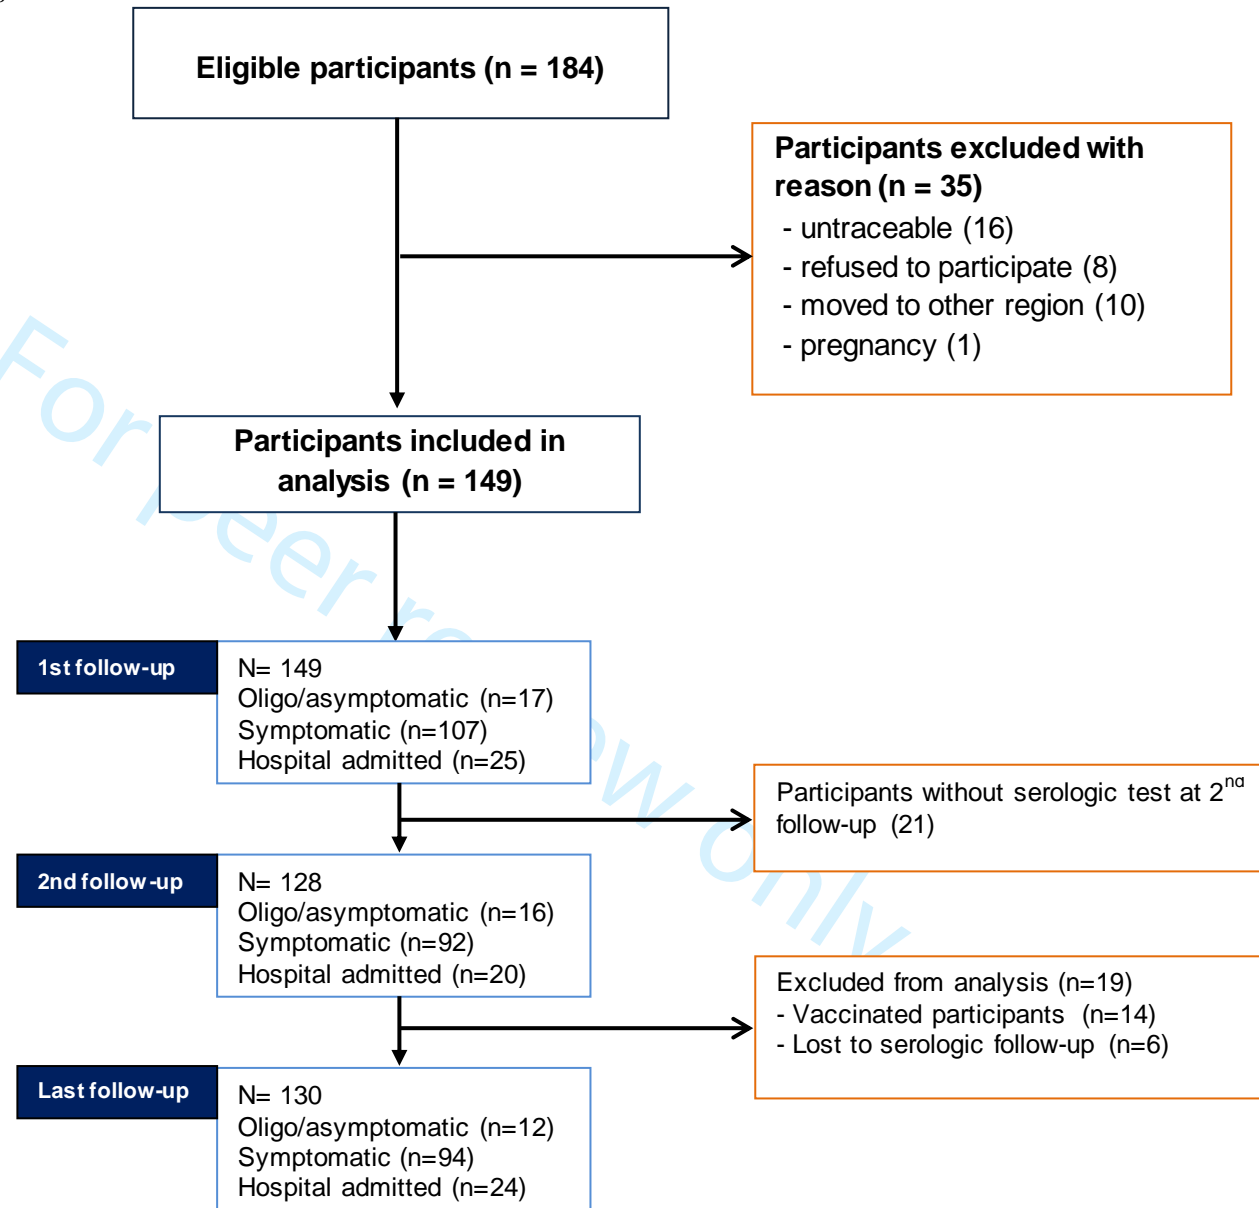 Eligible participants (n = 184)
Participants excluded with
reason (n = 35)
- untraceable (16)
- refused to participate (8)
- moved to other region (10)
- pregnancy (1)
Participants included in
analysis (n = 149)
1st follow-up
N= 149
Oligo/asymptomatic (n=17)
Symptomatic (n=107)
Hospital admitted (n=25)
Participants without serologic test at 2nd
follow-up (21)
2nd follow-up
N= 128
Oligo/asymptomatic (n=16)
Symptomatic (n=92)
Hospital admitted (n=20)
Excluded from analysis (n=19)
- Vaccinated participants (n=14)
- Lost to serologic follow-up (n=6)
Last follow-up
N= 130
Oligo/asymptomatic (n=12)
Symptomatic (n=94)
Hospital admitted (n=24)
For peer review only